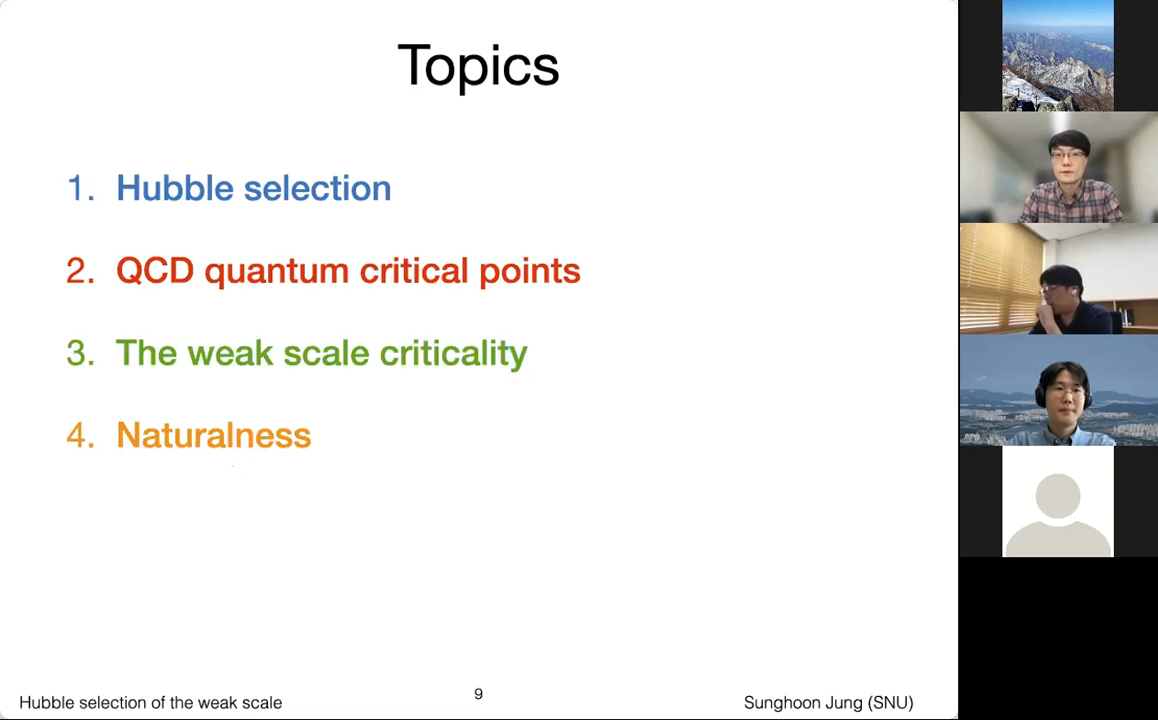 Topics
1. Hubble selection
2. QCD quantum critical points
3. The weak scale criticality
4. Naturalness
Hubble selection of the weak scale
9
Sunghoon Jung (SNU)